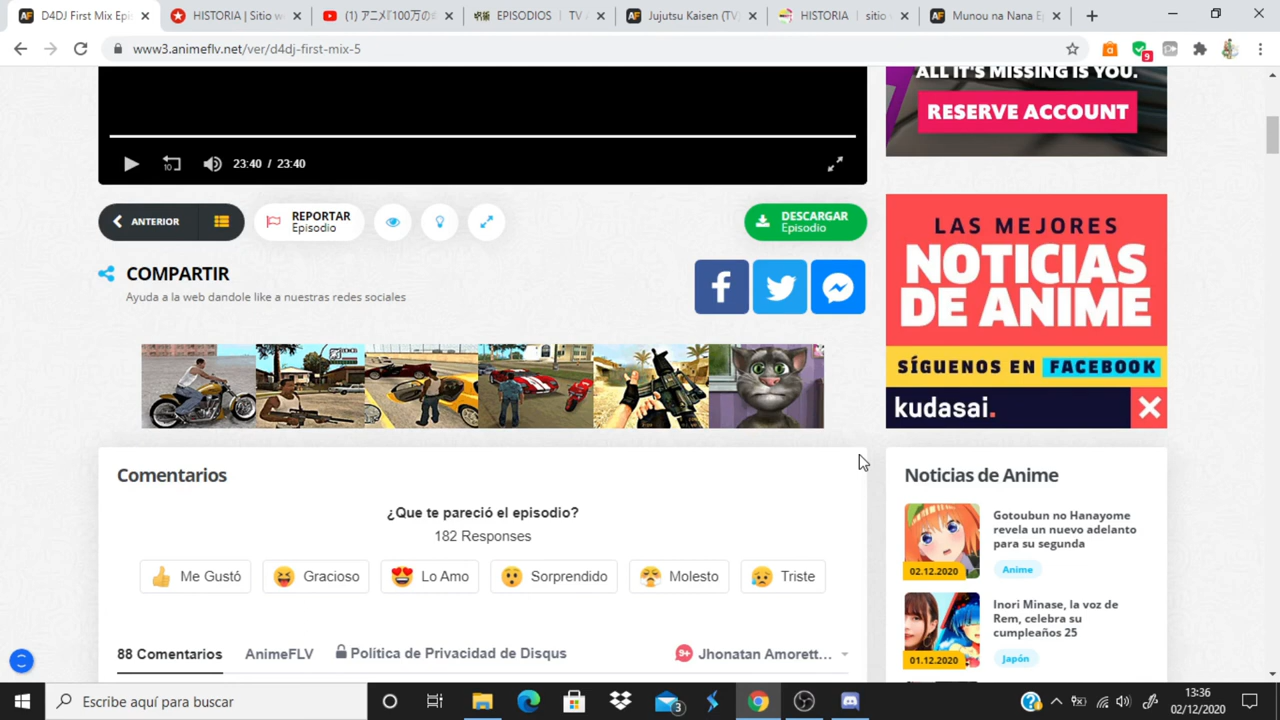 D4DJ First Mix Epi
HISTORIA | Sitio w
(1) アニメ『100万の
呪術 EPISODIOS | TV A
Jujutsu Kaisen (TV)
HISTORIA | sitio
Munou na Nana E
www3.animeflv.net/ver/d4dj-first-mix-5
9
ALL IT'S MISSING IS YOU.
RESERVE ACCOUNT
10
23:40 / 23:40
ANTERIOR
REPORTAR
Episodio
DESCARGAR
Episodio
COMPARTIR
Ayuda a la web dandole like a nuestras redes sociales
LAS MEJORES
NOTICIAS
DE ANIME
SÍGUENOS EN FACEBOOK
kudasai.
Comentarios
¿Que te pareció el episodio?
182 Responses
Me Gustó
Gracioso
Lo Amo
Sorprendido
Molesto
Triste
88 Comentarios
AnimeFLV
Política de Privacidad de Disqus
9+
Jhonatan Amorett...
Noticias de Anime
Gotoubun no Hanayome
revela un nuevo adelanto
para su segunda
02.12.2020
Anime
Inori Minase, la voz de
Rem, celebra su
cumpleaños 25
01.12.2020
Japón
Escribe aquí para buscar
3
13:36
02/12/2020